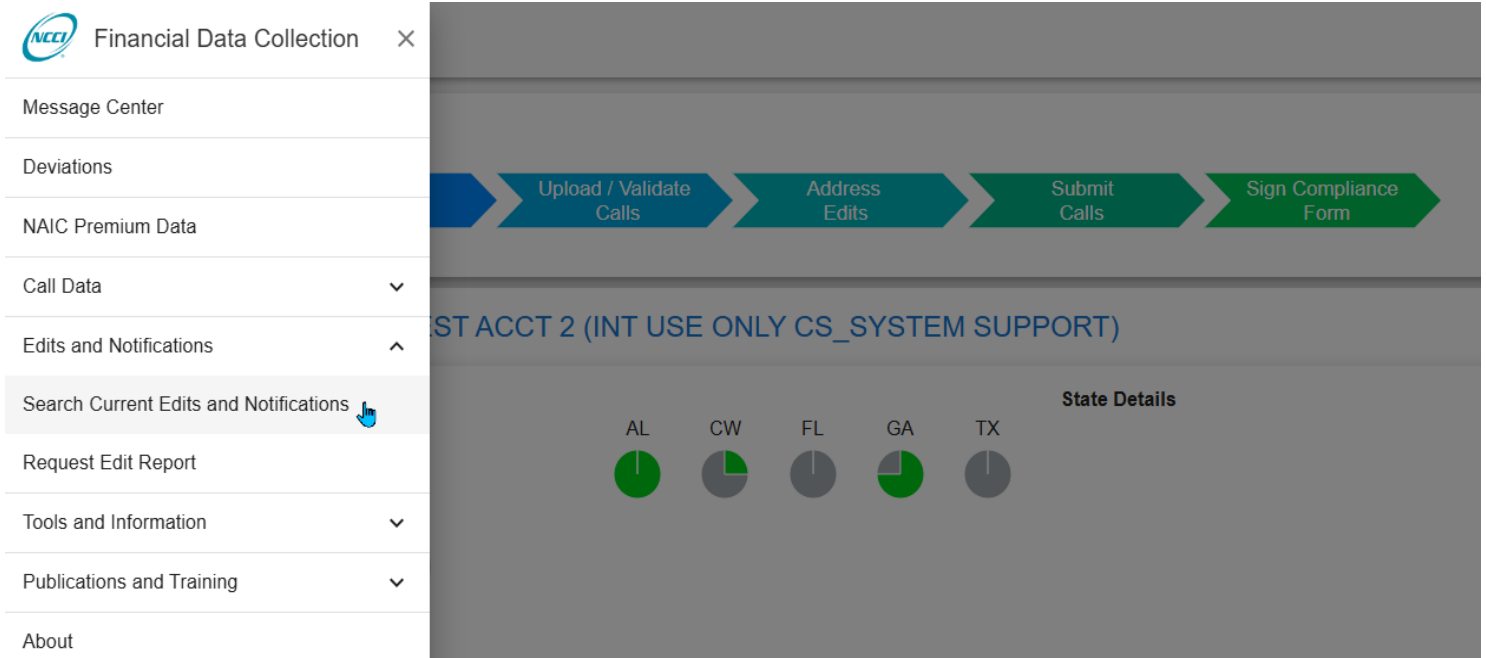 NCCI
Financial Data Collection
Message Center
Deviations
NAIC Premium Data
Call Data
Edits and Notifications
Search Current Edits and Notifications
Request Edit Report
Tools and Information
Publications and Training
About
Upload / Validate
Calls
Address
Edits
Submit
Calls
Sign Compliance
Form
ST ACCT 2 (INT USE ONLY CS_SYSTEM SUPPORT)
State Details
AL CW FL GA TX